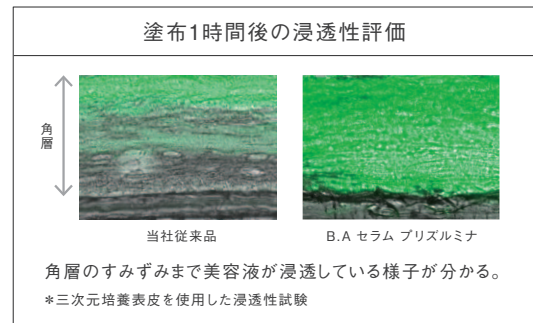 塗布1時間後の浸透性評価
角層
当社従来品
B.A セラム プリズルミナ
角層のすみずみまで美容液が浸透している様子が分かる。
*三次元培養表皮を使用した浸透性試験